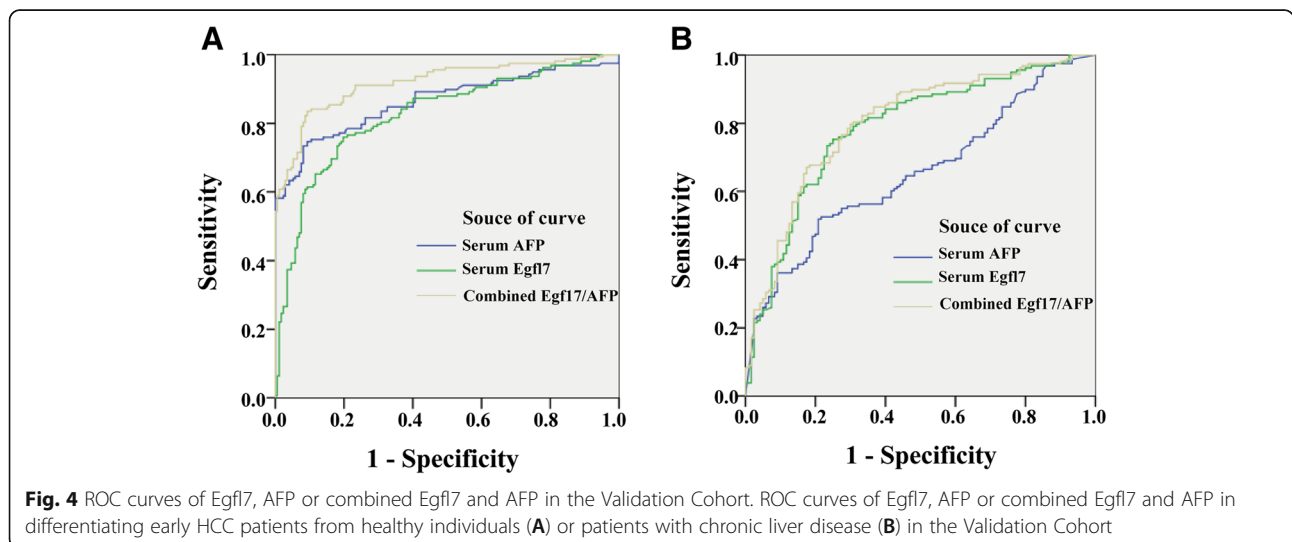 A
1.0
0.8
0.6
0.4
0.2
0.0
Sensitivity
Souce of curve
Serum AFP
Serum Egfl7
Combined Egf17/AFP
0.0 0.2 0.4 0.6 0.8 1.0
1 - Specificity
B
1.0
0.8
0.6
0.4
0.2
0.0
Sensitivity
Souce of curve
Serum AFP
Serum Egfl7
Combined Egf17/AFP
0.0 0.2 0.4 0.6 0.8 1.0
1 - Specificity
Fig. 4 ROC curves of Egfl7, AFP or combined Egfl7 and AFP in the Validation Cohort. ROC curves of Egfl7, AFP or combined Egfl7 and AFP in
differentiating early HCC patients from healthy individuals (A) or patients with chronic liver disease (B) in the Validation Cohort